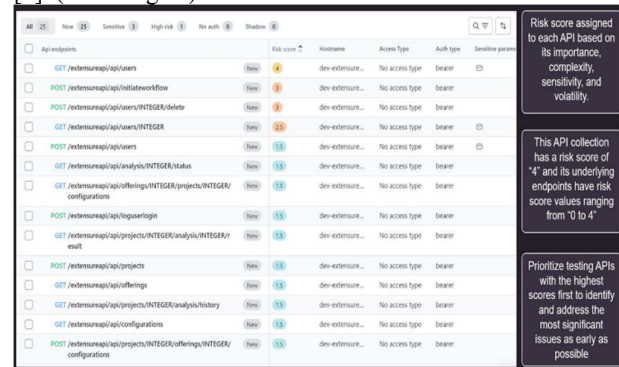 All 25 New 25 Sensitive 3 High risk 1 No auth 0 Shadow 0
Api endpoints Risk score Hostname Access Type Auth type Sensitive params
GET /extensureapi/api/users New 4 dev-extensure... No access type bearer
POST /extensureapi/api/initiateworkflow New 3 dev-extensure... No access type bearer
POST /extensureapi/api/users/INTEGER/delete New 3 dev-extensure... No access type bearer
GET /extensureapi/api/users/INTEGER New 2.5 dev-extensure... No access type bearer
POST /extensureapi/api/users New 1.5 dev-extensure... No access type bearer
GET /extensureapi/api/analysis/INTEGER/status New 1.5 dev-extensure... No access type bearer
GET /extensureapi/api/offerings/INTEGER/projects/INTEGER/ New 1.5 dev-extensure... No access type bearer
configurations
POST /extensureapi/api/loguserlogin New 1.5 dev-extensure... No access type bearer
GET /extensureapi/api/projects/INTEGER/analysis/INTEGER/r New 1.5 dev-extensure... No access type bearer
esult
POST /extensureapi/api/projects New 1.5 dev-extensure... No access type bearer
GET /extensureapi/api/offerings New 1.5 dev-extensure... No access type bearer
GET /extensureapi/api/projects/INTEGER/analysis/history New 1.5 dev-extensure... No access type bearer
GET /extensureapi/api/configurations New 1.5 dev-extensure... No access type bearer
POST /extensureapi/api/projects/INTEGER/offerings/INTEGER/ New 1.5 dev-extensure... No access type bearer
configurations
Risk score assigned
to each API based on
its importance,
complexity,
sensitivity, and
volatility.
This API collection
has a risk score of
"4" and its underlying
endpoints have risk
score values ranging
from "0 to 4"
Prioritize testing APIs
with the highest
scores first to identify
and address the
most significant
issues as early as
possible